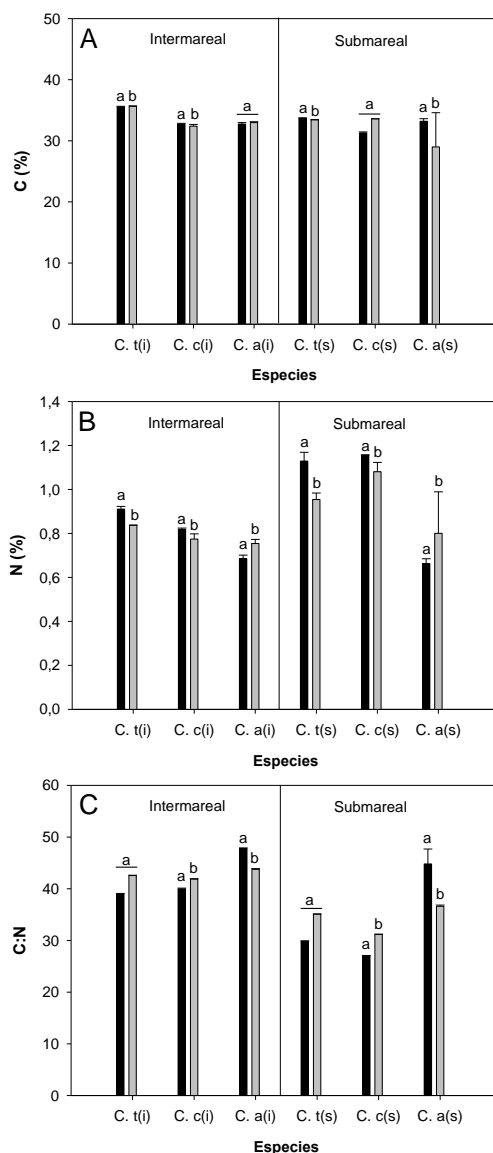 A
Intermareal
Submareal
50
40
30
20
10
0
C (%)
a b
a b
a
a b
a
a b
C. t(i) C. c(i) C. a(i) C. t(s) C. c(s) C. a(s)
Especies
B
Intermareal
Submareal
1,4
1,2
1,0
0,8
0,6
0,4
0,2
0,0
N (%)
a b
a b
a b
a b
a b
a b
C. t(i) C. c(i) C. a(i) C. t(s) C. c(s) C. a(s)
Especies
C
Intermareal
Submareal
60
50
40
30
20
10
0
C:N
a
a b
a b
a
a b
a b
C. t(i) C. c(i) C. a(i) C. t(s) C. c(s) C. a(s)
Especies